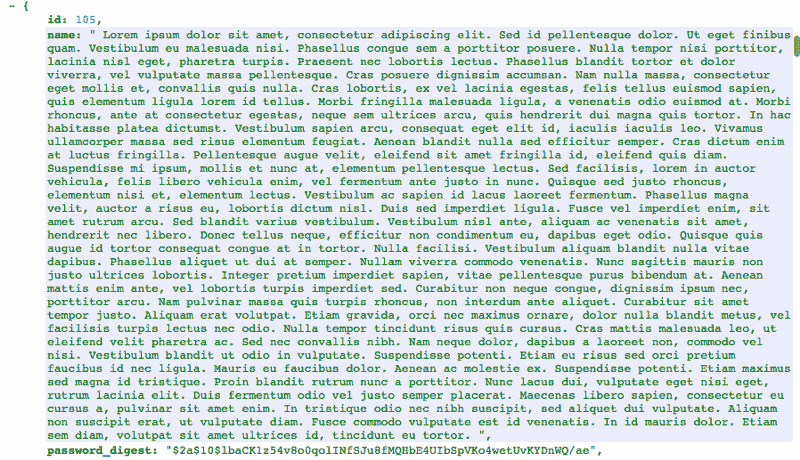 - {
id: 105,
name: " Lorem ipsum dolor sit amet, consectetur adipiscing elit. Sed id pellentesque dolor. Ut eget finibus
quam. Vestibulum eu malesuada nisi. Phasellus congue sem a porttitor posuere. Nulla tempor nisi porttitor,
lacinia nisl eget, pharetra turpis. Praesent nec lobortis lectus. Phasellus blandit tortor et dolor
viverra, vel vulputate massa pellentesque. Cras posuere dignissim accumsan. Nam nulla massa, consectetur
eget mollis et, convallis quis nulla. Cras lobortis, ex vel lacinia egestas, felis tellus euismod sapien,
quis elementum ligula lorem id tellus. Morbi fringilla malesuada ligula, a venenatis odio euismod at. Morbi
rhoncus, ante at consectetur egestas, neque sem ultrices arcu, quis hendrerit dui magna quis tortor. In hac
habitasse platea dictumst. Vestibulum sapien arcu, consequat eget elit id, iaculis iaculis leo. Vivamus
ullamcorper massa sed risus elementum feugiat. Aenean blandit nulla sed efficitur semper. Cras dictum enim
at luctus fringilla. Pellentesque augue velit, eleifend sit amet fringilla id, eleifend quis diam.
Suspendisse mi ipsum, mollis et nunc at, elementum pellentesque lectus. Sed facilisis, lorem in auctor
vehicula, felis libero vehicula enim, vel fermentum ante justo in nunc. Quisque sed justo rhoncus,
elementum nisi et, elementum lectus. Vestibulum ac sapien id lacus laoreet fermentum. Phasellus magna
velit, auctor a risus eu, lobortis dictum nisl. Duis sed imperdiet ligula. Fusce vel imperdiet enim, sit
amet rutrum arcu. Sed blandit varius vestibulum. Vestibulum nisl ante, aliquam ac venenatis sit amet,
hendrerit nec libero. Donec tellus neque, efficitur non condimentum eu, dapibus eget odio. Quisque quis
augue id tortor consequat congue at in tortor. Nulla facilisi. Vestibulum aliquam blandit nulla vitae
dapibus. Phasellus aliquet ut dui at semper. Nullam viverra commodo venenatis. Nunc sagittis mauris non
justo ultrices lobortis. Integer pretium imperdiet sapien, vitae pellentesque purus bibendum at. Aenean
mattis enim ante, vel lobortis turpis imperdiet sed. Curabitur non neque congue, dignissim ipsum nec,
porttitor arcu. Nam pulvinar massa quis turpis rhoncus, non interdum ante aliquet. Curabitur sit amet
tempor justo. Aliquam erat volutpat. Etiam gravida, orci nec maximus ornare, dolor nulla blandit metus, vel
facilisis turpis lectus nec odio. Nulla tempor tincidunt risus quis cursus. Cras mattis malesuada leo, ut
eleifend velit pharetra ac. Sed nec convallis nibh. Nam neque dolor, dapibus a laoreet non, commodo vel
nisi. Vestibulum blandit ut odio in vulputate. Suspendisse potenti. Etiam eu risus sed orci pretium
faucibus id nec ligula. Mauris eu faucibus dolor. Aenean ac molestie ex. Suspendisse potenti. Etiam maximus
sed magna id tristique. Proin blandit rutrum nunc a porttitor. Nunc lacus dui, vulputate eget nisi eget,
rutrum lacinia elit. Duis fermentum odio vel justo semper placerat. Maecenas libero sapien, consectetur eu
cursus a, pulvinar sit amet enim. In tristique odio nec nibh suscipit, sed aliquet dui vulputate. Aliquam
non suscipit erat, ut vulputate diam. Fusce commodo vulputate est id venenatis. In id mauris dolor. Etiam
sem diam, volutpat sit amet ultrices id, tincidunt eu tortor. ",
password_digest: